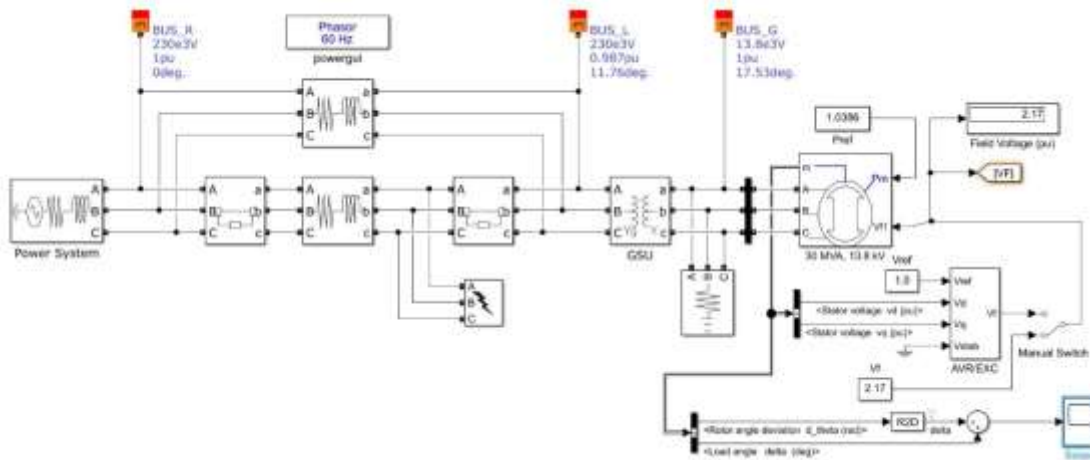 BUS_R
230e3V
1pu
0deg.
Phasor
60 Hz
powergui
BUS_L
230e3V
0.987pu
11.76deg.
BUS_G
13.8e3V
1pu
17.53deg.
A
B
C
a
b
c
1.0386
Pref
2.17
Field Voltage (pu)
[VF]
A
B
C
Power System
A
B
C
a
b
c
A
B
C
a
b
c
A
B
C
a
b
c
A
B
C
a
b
c
GSU
m
Pm
A
B
C
Vf
30 MVA, 13.8 kV
A
B
C
A
B
C
Vref
1.0
Vref
Vd
Vq
Vstab
Vf
AVR/EXC
<Stator voltage vd (pu)>
<Stator voltage vq (pu)>
Manual Switch
Vf
2.17
<Rotor angle deviation d_theta (rad)>
R2D
delta
<Load angle delta (deg)>